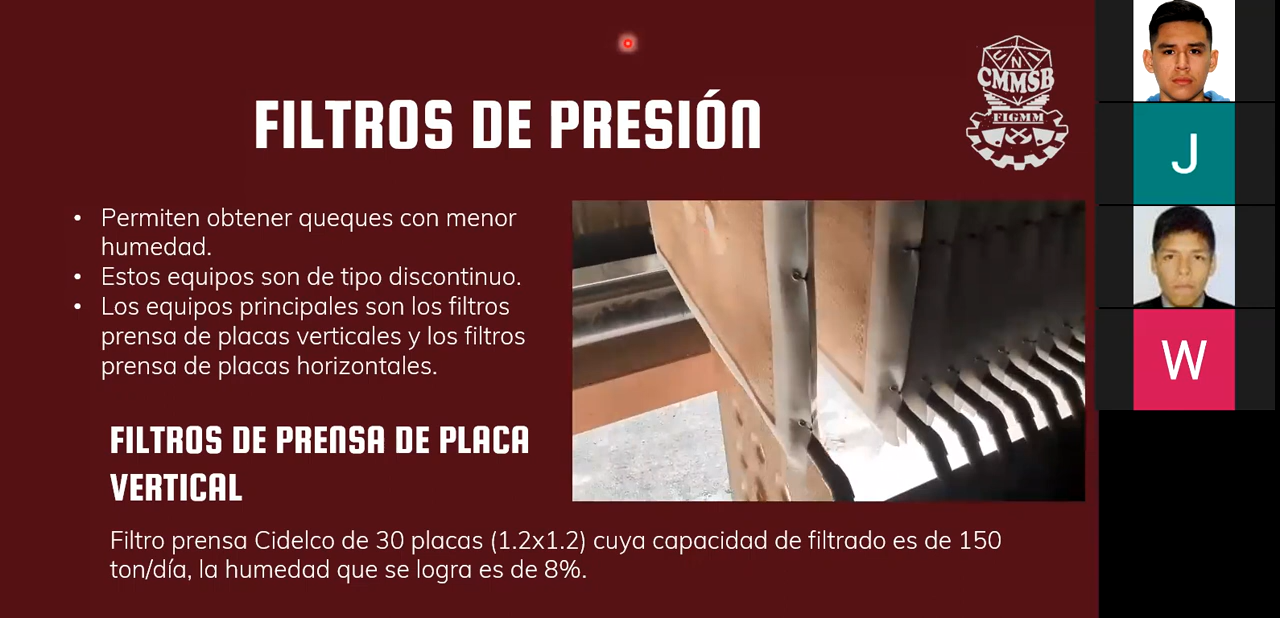 FILTROS DE PRESIÓN
UNI
CMMSB
FIGMM
• Permiten obtener queques con menor
humedad.
• Estos equipos son de tipo discontinuo.
• Los equipos principales son los filtros
prensa de placas verticales y los filtros
prensa de placas horizontales.
FILTROS DE PRENSA DE PLACA
VERTICAL
Filtro prensa Cidelco de 30 placas (1.2x1.2) cuya capacidad de filtrado es de 150
ton/día, la humedad que se logra es de 8%.
J
W